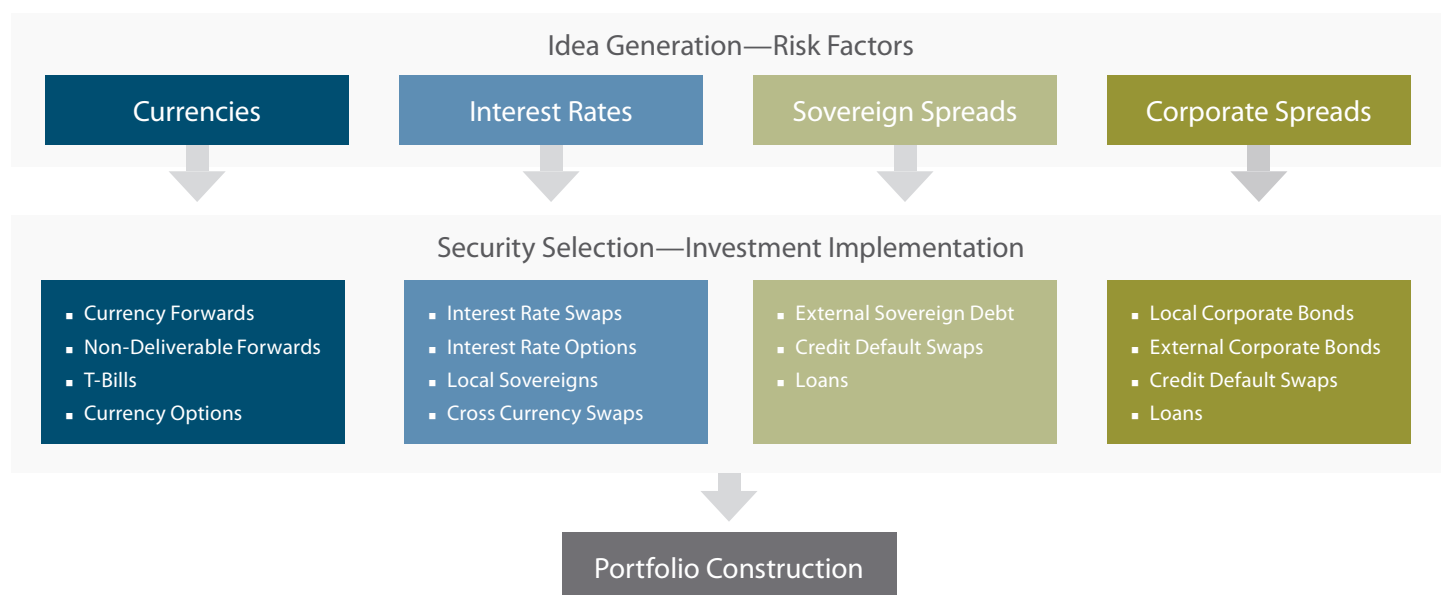 Idea Generation—Risk Factors
Currencies
Interest Rates
Sovereign Spreads
Corporate Spreads
Security Selection—Investment Implementation
▪ Currency Forwards
▪ Non-Deliverable Forwards
▪ T-Bills
▪ Currency Options
▪ Interest Rate Swaps
▪ Interest Rate Options
▪ Local Sovereigns
▪ Cross Currency Swaps
▪ External Sovereign Debt
▪ Credit Default Swaps
▪ Loans
▪ Local Corporate Bonds
▪ External Corporate Bonds
▪ Credit Default Swaps
▪ Loans
Portfolio Construction